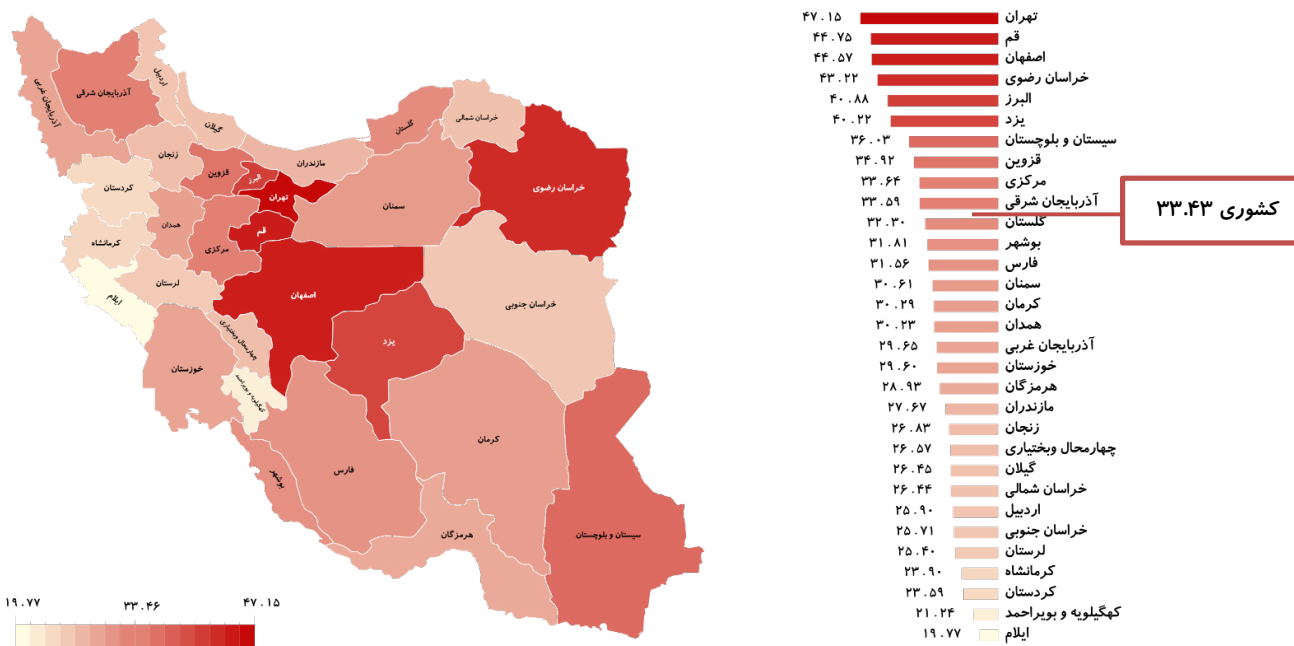 آذربایجان غربی
آذربایجان شرقی
اردبیل
گیلان
زنجان
کردستان
قزوین
البرز
تهران
مازندران
گلستان
خراسان شمالی
خراسان رضوی
سمنان
همدان
کرمانشاه
مرکزی
قم
ایلام
لرستان
اصفهان
خراسان جنوبی
چهارمحال وبختیاری
یزد
خوزستان
کهگیلویه و بویراحمد
فارس
کرمان
بوشهر
هرمزگان
سیستان و بلوچستان
۱۹.۷۷ ۳۳.۴۶ ۴۷.۱۵
تهران ۴۷.۱۵
قم ۴۴.۷۵
اصفهان ۴۴.۵۷
خراسان رضوی ۴۳.۲۲
البرز ۴۰.۸۸
یزد ۴۰.۲۲
سیستان و بلوچستان ۳۶.۰۳
قزوین ۳۴.۹۲
مرکزی ۳۳.۶۴
آذربایجان شرقی ۳۳.۵۹
گلستان ۳۲.۳۰
بوشهر ۳۱.۸۱
فارس ۳۱.۵۶
سمنان ۳۰.۶۱
کرمان ۳۰.۲۹
همدان ۳۰.۲۳
آذربایجان غربی ۲۹.۶۵
خوزستان ۲۹.۶۰
هرمزگان ۲۸.۹۳
مازندران ۲۷.۶۷
زنجان ۲۶.۸۳
چهارمحال وبختیاری ۲۶.۵۷
گیلان ۲۶.۴۵
خراسان شمالی ۲۶.۴۴
اردبیل ۲۵.۹۰
خراسان جنوبی ۲۵.۷۱
لرستان ۲۵.۴۰
کرمانشاه ۲۳.۹۰
کردستان ۲۳.۵۹
کهگیلویه و بویراحمد ۲۱.۲۴
ایلام ۱۹.۷۷
کشوری ۳۳.۴۳